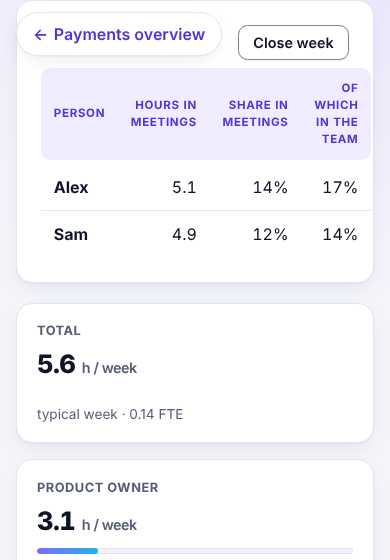 ← Payments overview
Close week
PERSON
HOURS IN
MEETINGS
SHARE IN
MEETINGS
OF
WHICH
IN THE
TEAM
Alex 5.1 14% 17%
Sam 4.9 12% 14%
TOTAL
5.6 h / week
typical week · 0.14 FTE
PRODUCT OWNER
3.1 h / week